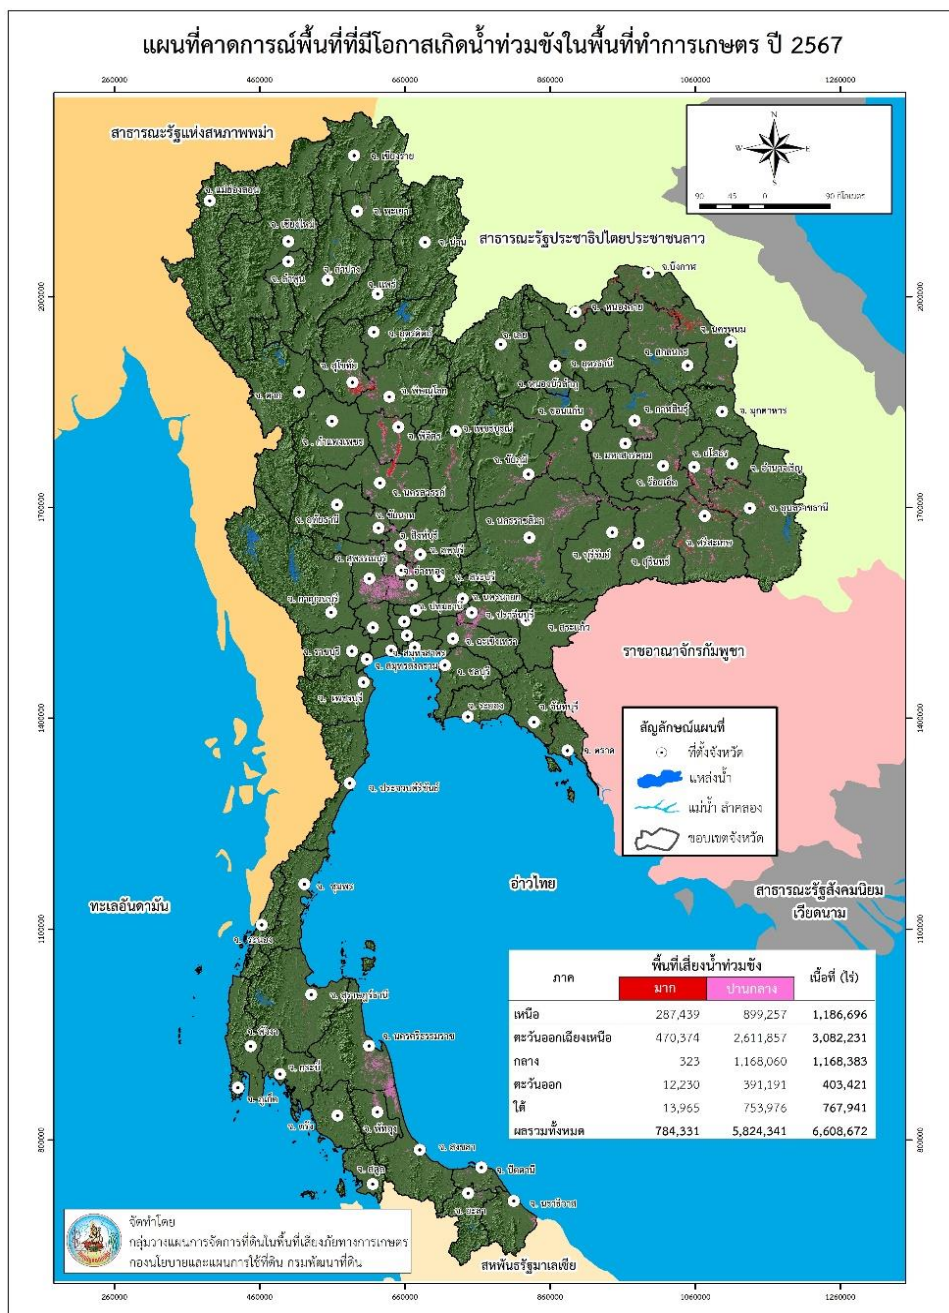 แผนที่คาดการณ์พื้นที่ที่มีโอกาสเกิดน้ำท่วมขังในพื้นที่ทำการเกษตร ปี 2567
260000 460000 660000 860000 1060000 1260000
สาธารณะรัฐแห่งสหภาพพม่า
N
W E
S
90 45 0 90 กิโลเมตร
จ. เชียงราย
จ. แม่ฮ่องสอน
จ. พะเยา
จ. เชียงใหม่
จ. น่าน
สาธารณะรัฐประชาธิปไตยประชาชนลาว
จ. ลำพูน
จ. ลำปาง
จ. แพร่
จ.บึงกาฬ
2000000 2000000
จ. หนองคาย
จ. อุตรดิตถ์
จ. เลย
จ. นครพนม
จ. อุดรธานี
จ. สกลนคร
จ. สุโขทัย
จ. หนองบัวลำภู
จ. ตาก
จ. พิษณุโลก
จ. ขอนแก่น
จ. กาฬสินธุ์
จ. มุกดาหาร
จ. กำแพงเพชร
จ. พิจิตร
จ. เพชรบูรณ์
จ. มหาสารคาม
จ. ชัยภูมิ
จ. ยโสธร
จ. อำนาจเจริญ
จ. ร้อยเอ็ด
จ. นครสวรรค์
1700000 1700000
จ. อุทัยธานี
จ. ชัยนาท
จ. นครราชสีมา
จ. อุบลราชธานี
จ. สิงห์บุรี
จ. ลพบุรี
จ. บุรีรัมย์
จ. สุรินทร์
จ. ศรีสะเกษ
จ. สุพรรณบุรี
จ. อ่างทอง
จ. สระบุรี
จ. กาญจนบุรี
จ. ปทุมธานี
จ. นครนายก
จ. ปราจีนบุรี
จ. สระแก้ว
จ. ฉะเชิงเทรา
จ. ราชบุรี
จ. สมุทรสาคร
จ. สมุทรสงคราม
จ. ชลบุรี
ราชอาณาจักรกัมพูชา
จ. เพชรบุรี
จ. ระยอง
จ. จันทบุรี
1400000 1400000
จ. ตราด
สัญลักษณ์แผนที่
ที่ตั้งจังหวัด
แหล่งน้ำ
แม่น้ำ ลำคลอง
ขอบเขตจังหวัด
จ. ประจวบคีรีขันธ์
จ. ชุมพร
อ่าวไทย
สาธารณะรัฐสังคมนิยม
เวียดนาม
ทะเลอันดามัน
จ. ระนอง
1100000 1100000
จ. สุราษฎร์ธานี
จ. พังงา
จ. นครศรีธรรมราช
จ. กระบี่
จ. ภูเก็ต
จ. ตรัง
จ. พัทลุง
800000 800000
จ. สงขลา
จ. สตูล
จ. ปัตตานี
จ. ยะลา
จ. นราธิวาส
ภาค พื้นที่เสี่ยงน้ำท่วมขัง เนื้อที่ (ไร่)
มาก ปานกลาง
เหนือ 287,439 899,257 1,186,696
ตะวันออกเฉียงเหนือ 470,374 2,611,857 3,082,231
กลาง 323 1,168,060 1,168,383
ตะวันออก 12,230 391,191 403,421
ใต้ 13,965 753,976 767,941
ผลรวมทั้งหมด 784,331 5,824,341 6,608,672
จัดทำโดย
กลุ่มวางแผนการจัดการที่ดินในพื้นที่เสี่ยงภัยทางการเกษตร
กองนโยบายและแผนการใช้ที่ดิน กรมพัฒนาที่ดิน
สหพันธรัฐมาเลเซีย
260000 460000 660000 860000 1060000 1260000